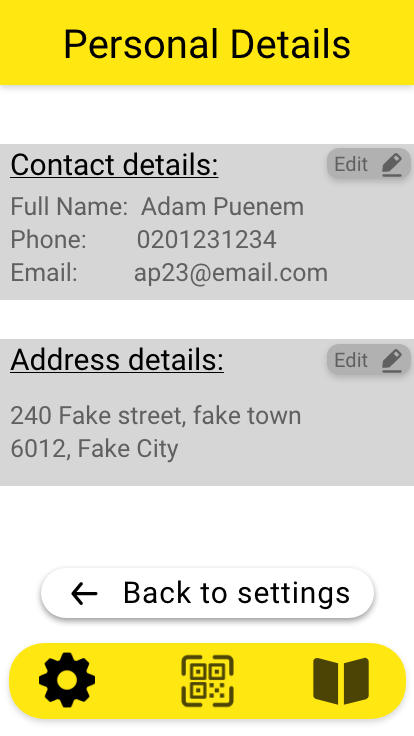 Personal Details
Contact details:
Edit
Full Name: Adam Puenem
Phone: 0201231234
Email: ap23@email.com
Address details:
Edit
240 Fake street, fake town
6012, Fake City
Back to settings